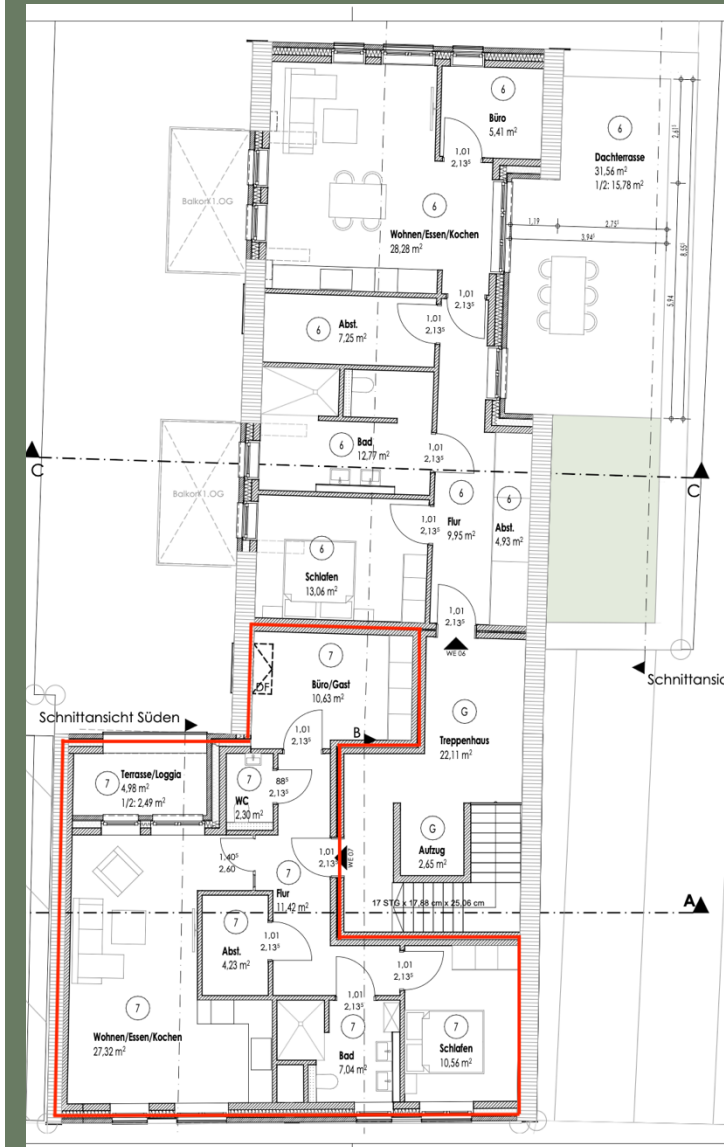 6
Büro
5,41 m²
1,01
2,13⁵
6
Dachterrasse
31,56 m²
1/2: 15,78 m²
2,61⁵
Balkon 1.OG
6
Wohnen/Essen/Kochen
28,28 m²
1,19
2,75⁵
3,94⁵
8,55⁵
5,94
1,01
2,13⁵
6
Abst.
7,25 m²
1,01
2,13⁵
6
Bad
12,77 m²
1,01
2,13⁵
C
C
Balkon 1.OG
6
Flur
9,95 m²
6
Abst.
4,93 m²
1,01
2,13⁵
6
Schlafen
13,06 m²
1,01
2,13⁵
WE 06
7
Büro/Gast
10,63 m²
DF
Schnittansic
G
Treppenhaus
22,11 m²
Schnittansicht Süden
1,01
2,13⁵
B
7
Terrasse/Loggia
4,98 m²
1/2: 2,49 m²
7
WC
2,30 m²
88⁵
2,13⁵
G
Aufzug
2,65 m²
1,40⁵
2,60
1,01
2,13⁵
WE 07
7
Flur
11,42 m²
17 STG x 17,68 cm x 25,06 cm
A
7
Abst.
4,23 m²
1,01
2,13⁵
1,01
2,13⁵
1,01
2,13⁵
Wohnen/Essen/Kochen
7
27,32 m²
7
Bad
7,04 m²
7
Schlafen
10,56 m²